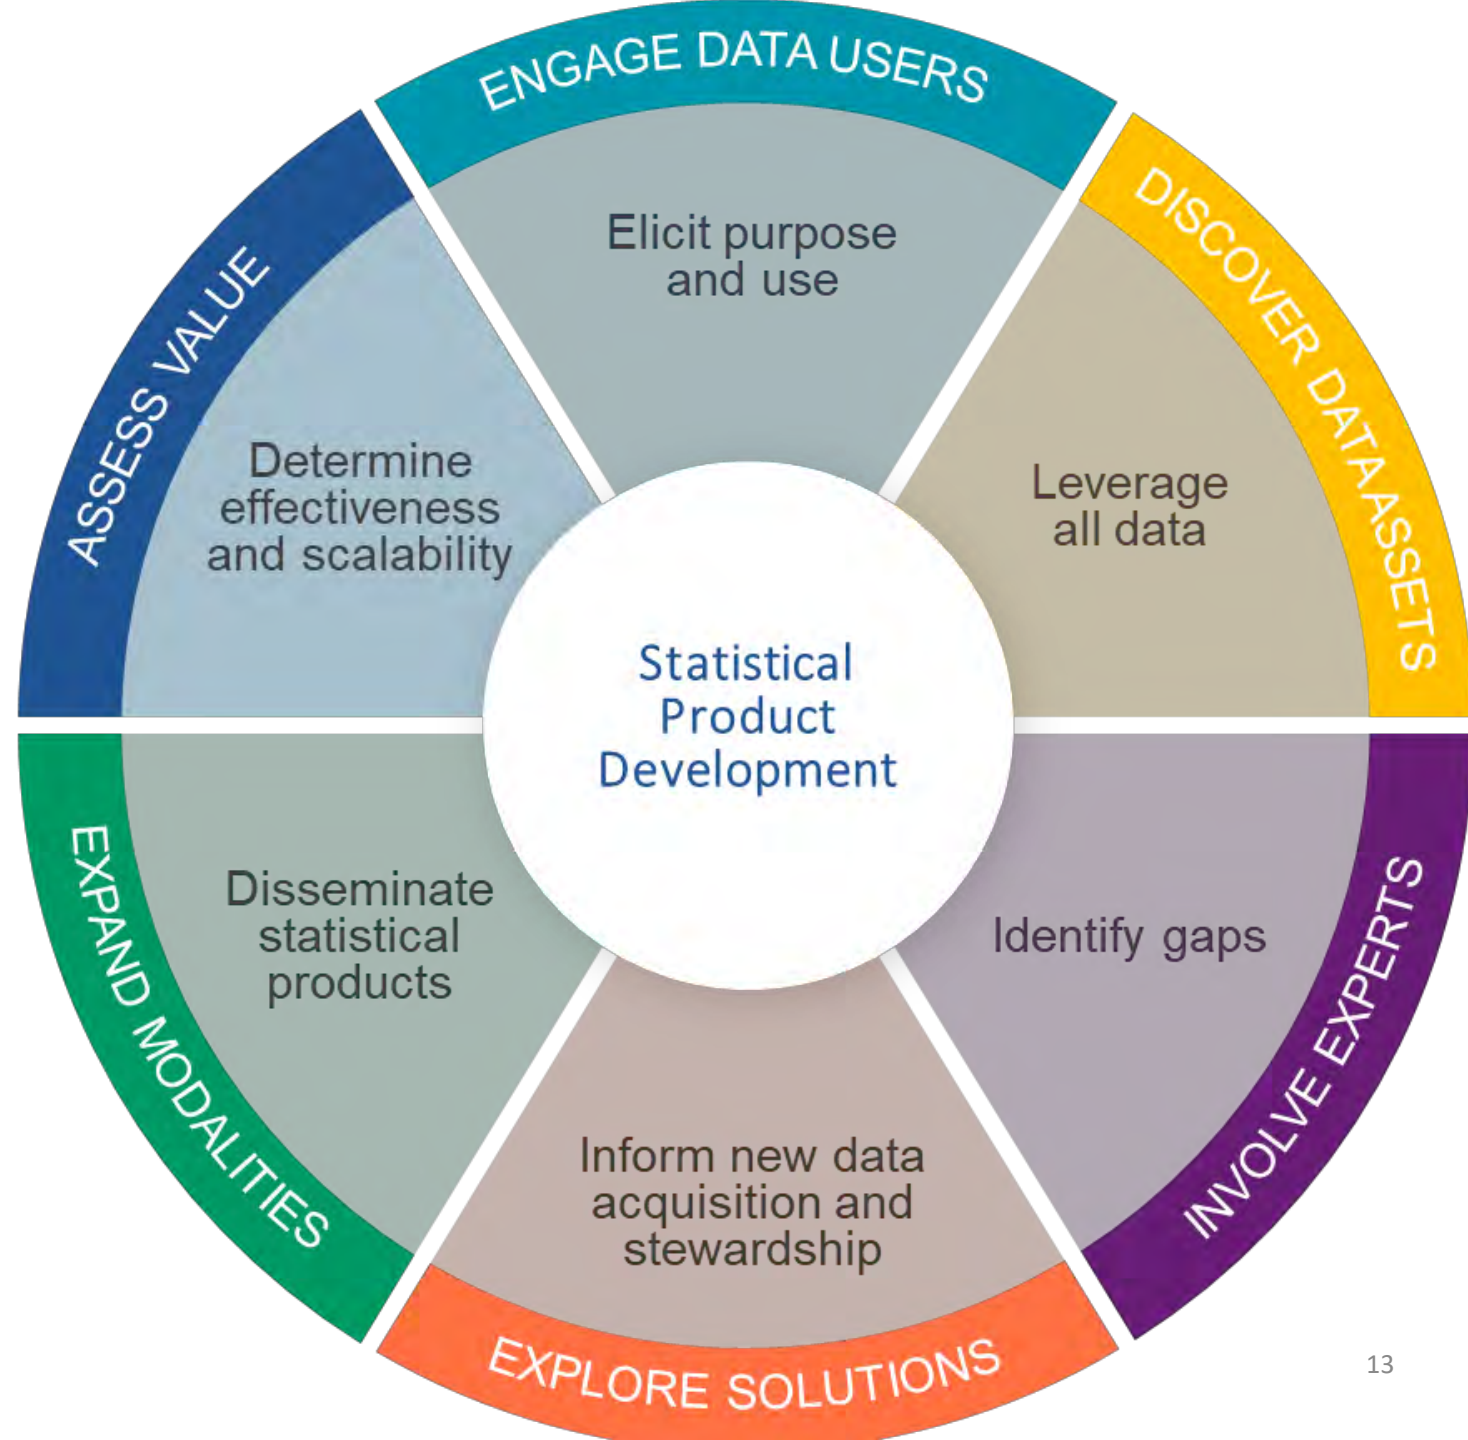 ENGAGE DATA USERS
Elicit purpose
and use
DISCOVER DATA ASSETS
Leverage
all data
INVOLVE EXPERTS
Identify gaps
EXPLORE SOLUTIONS
Inform new data
acquisition and
stewardship
EXPAND MODALITIES
Disseminate
statistical
products
ASSESS VALUE
Determine
effectiveness
and scalability
Statistical
Product
Development
13